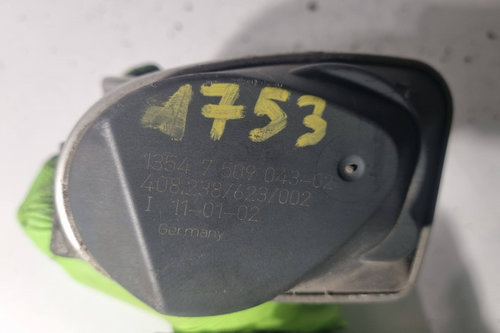 1753
1354 7 509 043-02
408.238/623/002
I 11-01-02
Germany